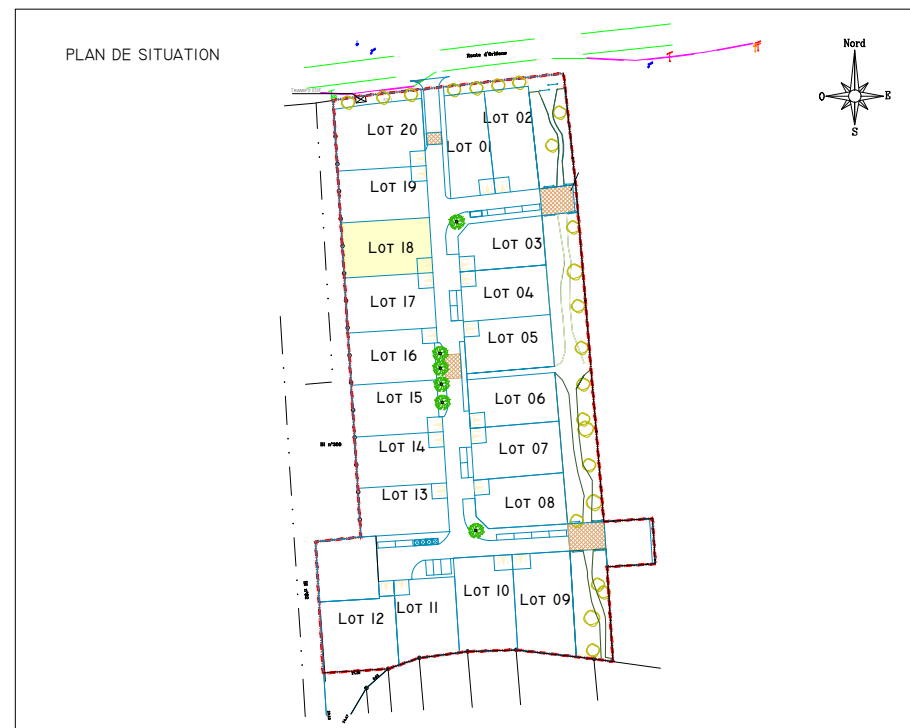 PLAN DE SITUATION
Route d'Orléans
Nord
O
E
S
LOT 20
LOT 01
LOT 02
LOT 19
LOT 18
LOT 03
LOT 17
LOT 04
LOT 05
LOT 16
LOT 15
LOT 06
LOT 14
LOT 07
LOT 13
LOT 08
LOT 12
LOT 11
LOT 10
LOT 09